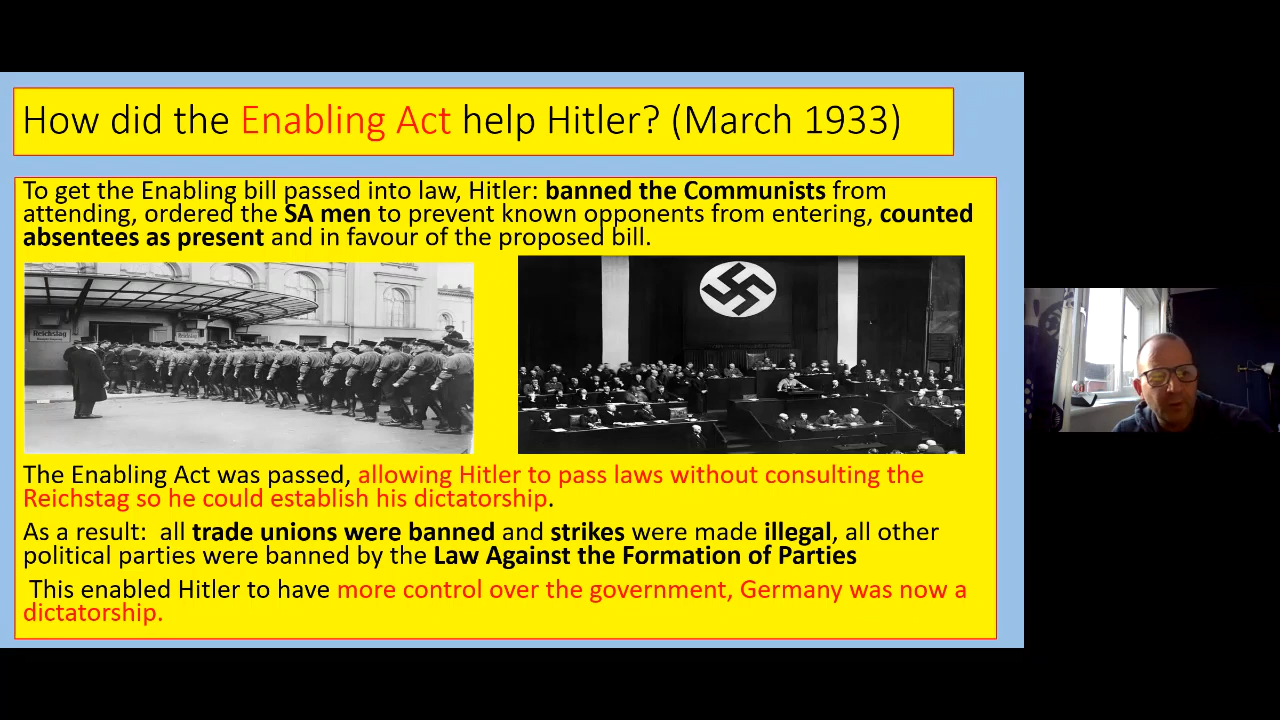 How did the Enabling Act help Hitler? (March 1933)
To get the Enabling bill passed into law, Hitler: banned the Communists from
attending, ordered the SA men to prevent known opponents from entering, counted
absentees as present and in favour of the proposed bill.
Reichstag
The Enabling Act was passed, allowing Hitler to pass laws without consulting the
Reichstag so he could establish his dictatorship.
As a result:  all trade unions were banned and strikes were made illegal, all other
political parties were banned by the Law Against the Formation of Parties
This enabled Hitler to have more control over the government, Germany was now a
dictatorship.